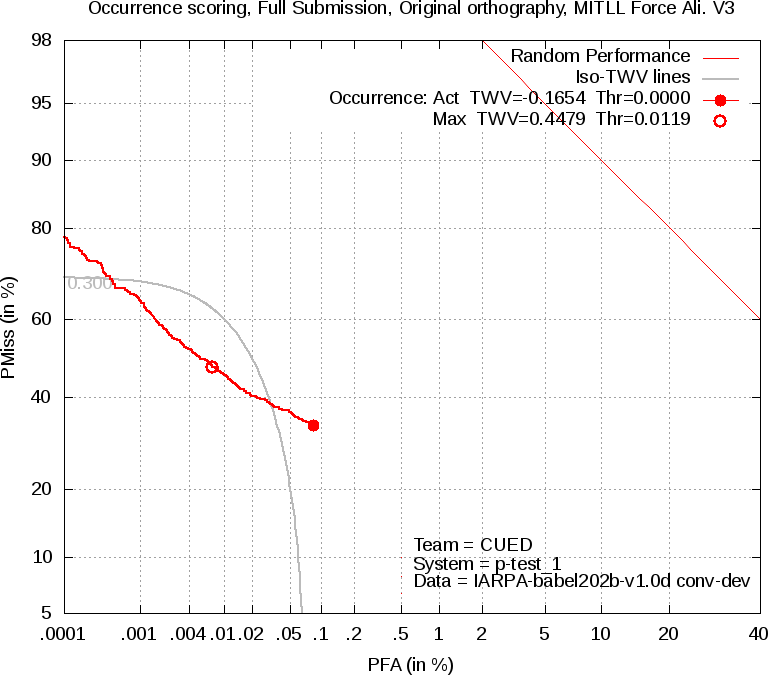 Occurrence scoring, Full Submission, Original orthography, MITLL Force Ali. V3
98
95
90
80
60
40
20
10
5
PMiss (in %)
Random Performance
Iso-TWV lines
Occurrence: Act TWV=-0.1654 Thr=0.0000
Max TWV=0.4479 Thr=0.0119
0.300
Team = CUED
System = p-test_1
Data = IARPA-babel202b-v1.0d conv-dev
.0001 .001 .004 .01 .02 .05 .1 .2 .5 1 2 5 10 20 40
PFA (in %)